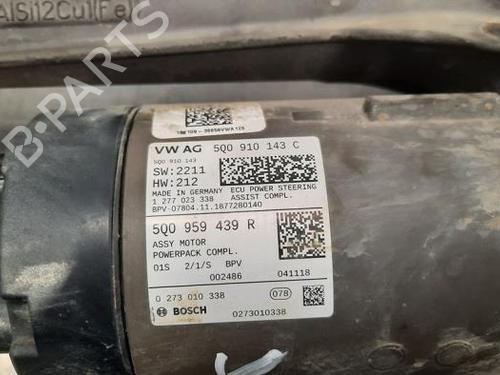 AlSi12Cu1(Fe)
VW AG 5Q0 910 143 C
5Q0 910 143
SW:2211
HW:212
MADE IN GERMANY ECU POWER STEERING
1 277 023 338 ASSIST COMPL.
BPV-07804.11.1877280140
5Q0 959 439 R
ASSY MOTOR
POWERPACK COMPL.
01S 2/1/S BPV
002486 041118
0 273 010 338 078
BOSCH 0273010338